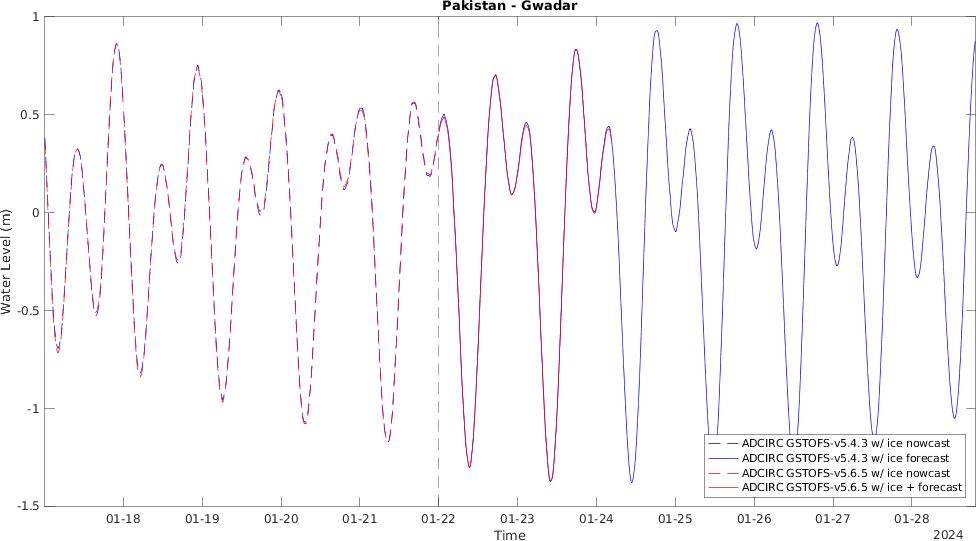 Pakistan - Gwadar
Water Level (m)
1
0.5
0
-0.5
-1
-1.5
ADCIRC GSTOFS-v5.4.3 w/ ice nowcast
ADCIRC GSTOFS-v5.4.3 w/ ice forecast
ADCIRC GSTOFS-v5.6.5 w/ ice nowcast
ADCIRC GSTOFS-v5.6.5 w/ ice + forecast
01-18 01-19 01-20 01-21 01-22 01-23 01-24 01-25 01-26 01-27 01-28
Time
2024